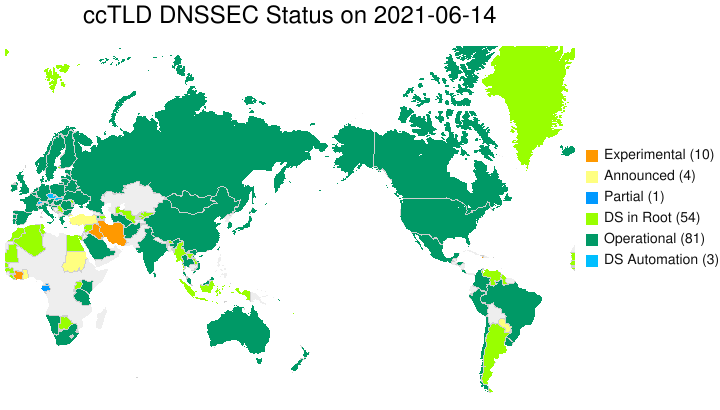 ccTLD DNSSEC Status on 2021-06-14
Experimental (10)
Announced (4)
Partial (1)
DS in Root (54)
Operational (81)
DS Automation (3)